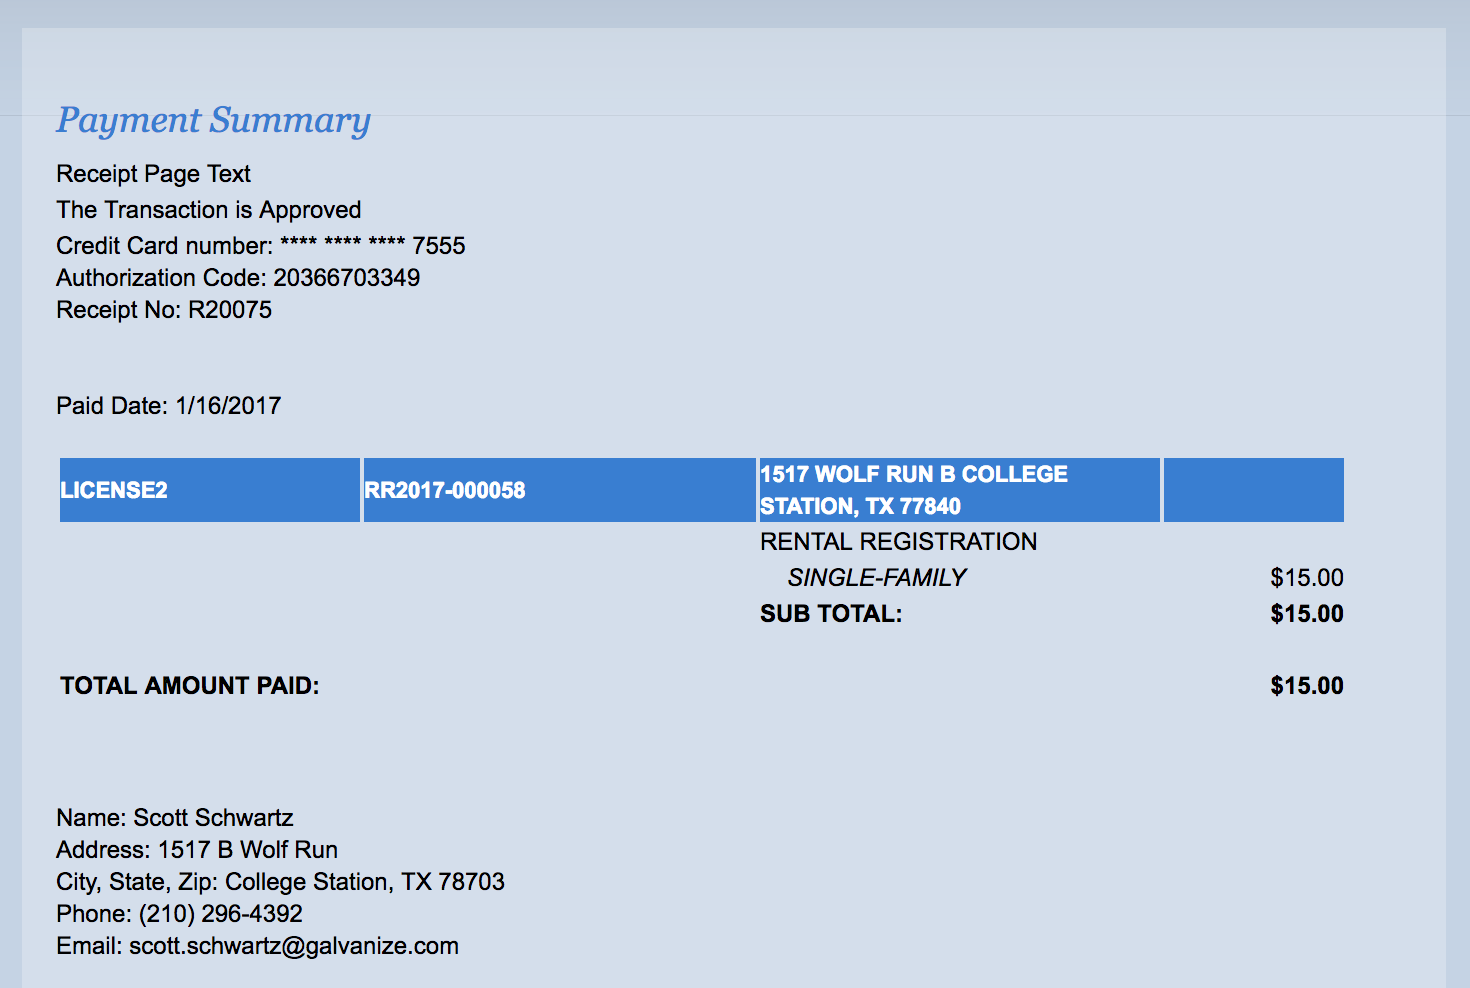 Payment Summary
Receipt Page Text
The Transaction is Approved
Credit Card number: **** **** **** 7555
Authorization Code: 20366703349
Receipt No: R20075
Paid Date: 1/16/2017
LICENSE2 RR2017-000058 1517 WOLF RUN B COLLEGE
STATION, TX 77840
RENTAL REGISTRATION
SINGLE-FAMILY $15.00
SUB TOTAL: $15.00
TOTAL AMOUNT PAID: $15.00
Name: Scott Schwartz
Address: 1517 B Wolf Run
City, State, Zip: College Station, TX 78703
Phone: (210) 296-4392
Email: scott.schwartz@galvanize.com